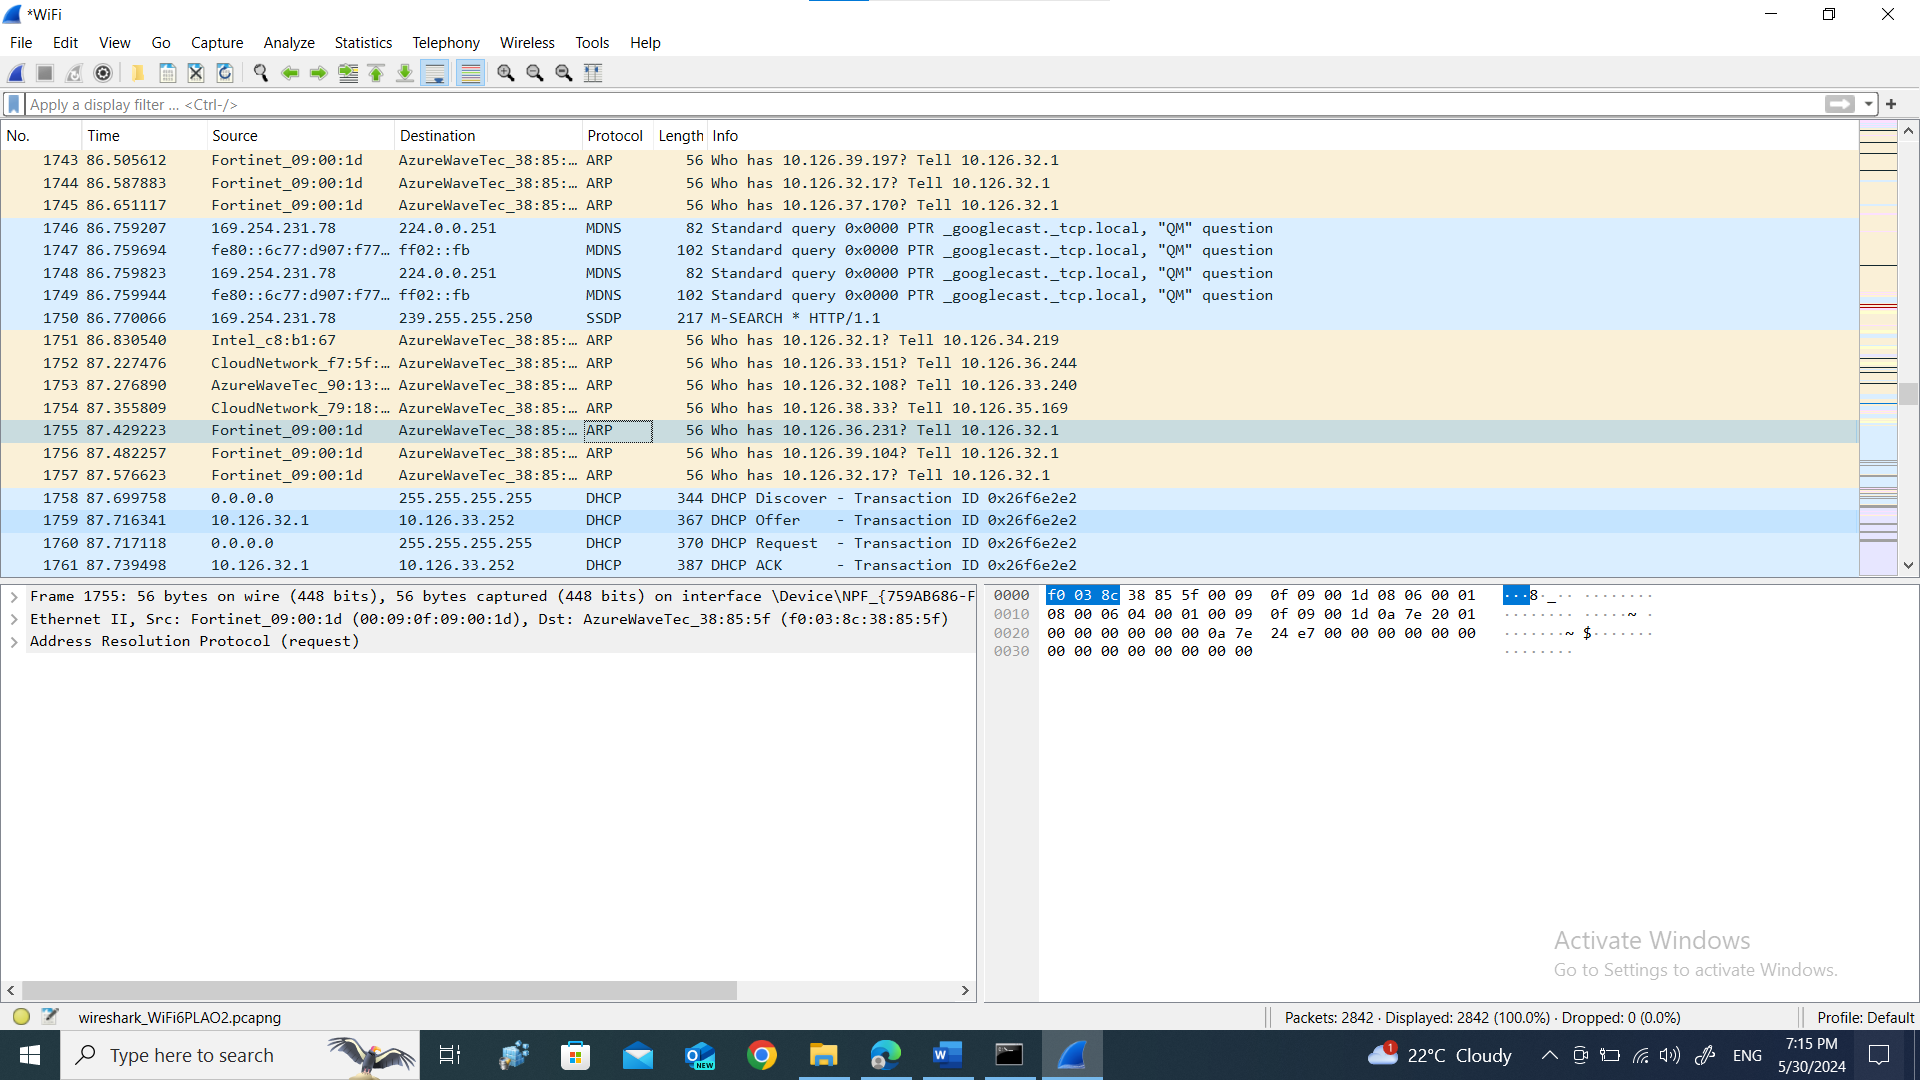 *WiFi
File Edit View Go Capture Analyze Statistics Telephony Wireless Tools Help
Apply a display filter ... <Ctrl-/>
No. Time Source Destination Protocol Length Info
1743 86.505612 Fortinet_09:00:1d AzureWaveTec_38:85:… ARP 56 Who has 10.126.39.197? Tell 10.126.32.1
1744 86.587883 Fortinet_09:00:1d AzureWaveTec_38:85:… ARP 56 Who has 10.126.32.17? Tell 10.126.32.1
1745 86.651117 Fortinet_09:00:1d AzureWaveTec_38:85:… ARP 56 Who has 10.126.37.170? Tell 10.126.32.1
1746 86.759207 169.254.231.78 224.0.0.251 MDNS 82 Standard query 0x0000 PTR _googlecast._tcp.local, "QM" question
1747 86.759694 fe80::6c77:d907:f77… ff02::fb MDNS 102 Standard query 0x0000 PTR _googlecast._tcp.local, "QM" question
1748 86.759823 169.254.231.78 224.0.0.251 MDNS 82 Standard query 0x0000 PTR _googlecast._tcp.local, "QM" question
1749 86.759944 fe80::6c77:d907:f77… ff02::fb MDNS 102 Standard query 0x0000 PTR _googlecast._tcp.local, "QM" question
1750 86.770066 169.254.231.78 239.255.255.250 SSDP 217 M-SEARCH * HTTP/1.1
1751 86.830540 Intel_c8:b1:67 AzureWaveTec_38:85:… ARP 56 Who has 10.126.32.1? Tell 10.126.34.219
1752 87.227476 CloudNetwork_f7:5f:… AzureWaveTec_38:85:… ARP 56 Who has 10.126.33.151? Tell 10.126.36.244
1753 87.276890 AzureWaveTec_90:13:… AzureWaveTec_38:85:… ARP 56 Who has 10.126.32.108? Tell 10.126.33.240
1754 87.355809 CloudNetwork_79:18:… AzureWaveTec_38:85:… ARP 56 Who has 10.126.38.33? Tell 10.126.35.169
1755 87.429223 Fortinet_09:00:1d AzureWaveTec_38:85:… ARP 56 Who has 10.126.36.231? Tell 10.126.32.1
1756 87.482257 Fortinet_09:00:1d AzureWaveTec_38:85:… ARP 56 Who has 10.126.39.104? Tell 10.126.32.1
1757 87.576623 Fortinet_09:00:1d AzureWaveTec_38:85:… ARP 56 Who has 10.126.32.17? Tell 10.126.32.1
1758 87.699758 0.0.0.0 255.255.255.255 DHCP 344 DHCP Discover - Transaction ID 0x26f6e2e2
1759 87.716341 10.126.32.1 10.126.33.252 DHCP 367 DHCP Offer - Transaction ID 0x26f6e2e2
1760 87.717118 0.0.0.0 255.255.255.255 DHCP 370 DHCP Request - Transaction ID 0x26f6e2e2
1761 87.739498 10.126.32.1 10.126.33.252 DHCP 387 DHCP ACK - Transaction ID 0x26f6e2e2
Frame 1755: 56 bytes on wire (448 bits), 56 bytes captured (448 bits) on interface \Device\NPF_{759AB686-F
Ethernet II, Src: Fortinet_09:00:1d (00:09:0f:09:00:1d), Dst: AzureWaveTec_38:85:5f (f0:03:8c:38:85:5f)
Address Resolution Protocol (request)
0000 f0 03 8c 38 85 5f 00 09 0f 09 00 1d 08 06 00 01 ···8·_·· ········
0010 08 00 06 04 00 01 00 09 0f 09 00 1d 0a 7e 20 01 ········ ·····~ ·
0020 00 00 00 00 00 00 0a 7e 24 e7 00 00 00 00 00 00 ·······~ $·······
0030 00 00 00 00 00 00 00 00 ········
Activate Windows
Go to Settings to activate Windows.
wireshark_WiFi6PLAO2.pcapng
Packets: 2842 · Displayed: 2842 (100.0%) · Dropped: 0 (0.0%)
Profile: Default
Type here to search
NEW
1
22°C Cloudy
ENG
7:15 PM
5/30/2024